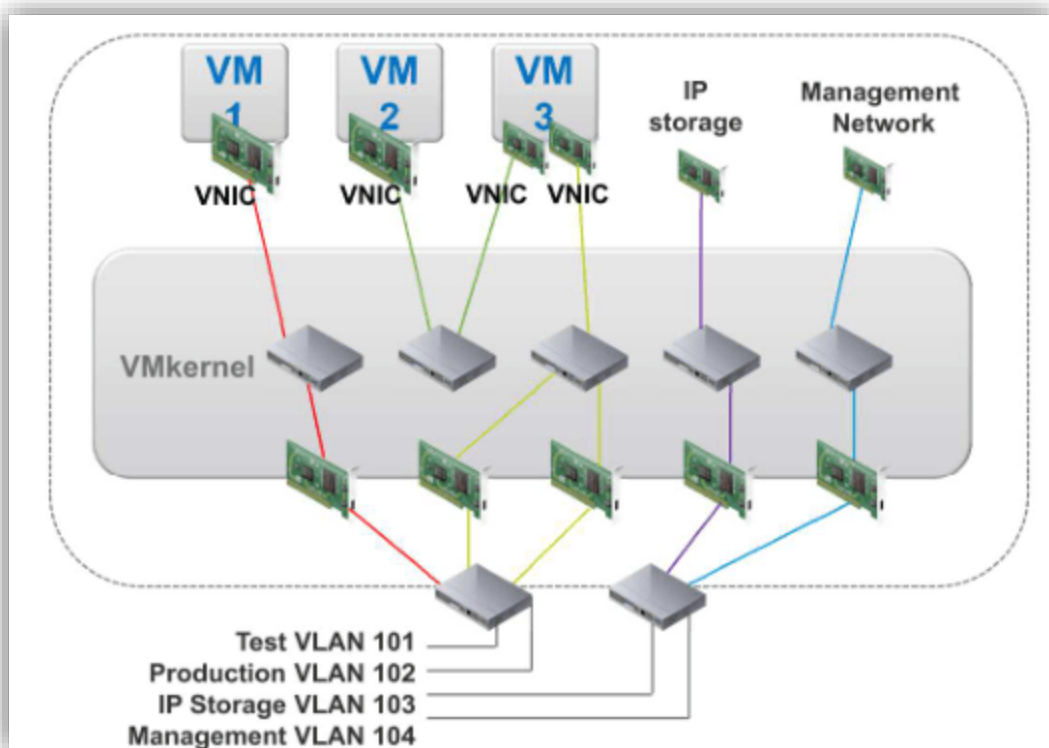 VM
1
VM
2
VM
3
IP
storage
Management
Network
VNIC
VNIC
VNIC
VNIC
VMkernel
Test VLAN 101
Production VLAN 102
IP Storage VLAN 103
Management VLAN 104